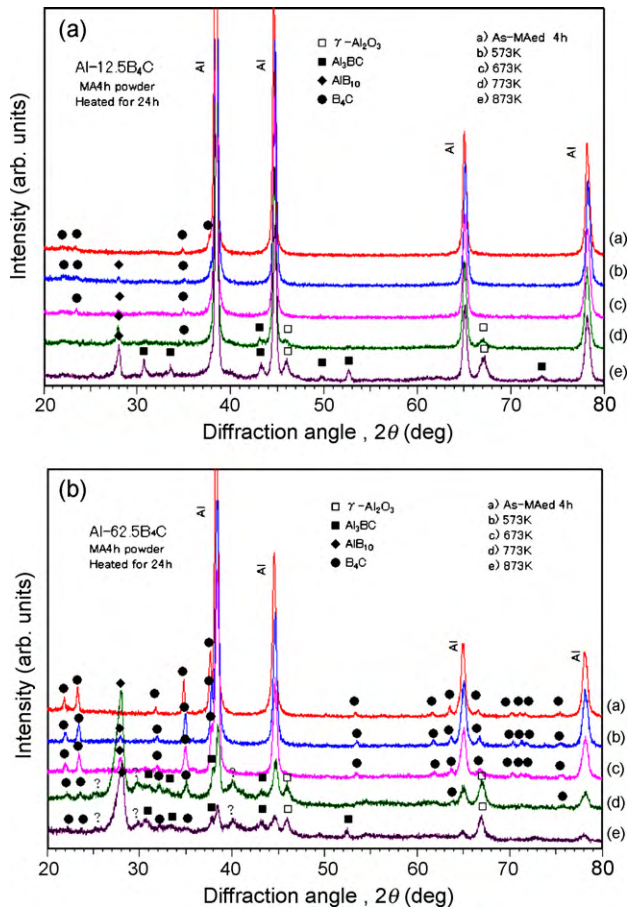 (a)
Al-12.5B₄C
MA4h powder
Heated for 24h
Al
Al
Al
Al
□ γ-Al₂O₃
■ Al₃BC
◆ AlB₁₀
● B₄C
a) As-MAed 4h
b) 573K
c) 673K
d) 773K
e) 873K
(a)
(b)
(c)
(d)
(e)
Intensity (arb. units)
20 30 40 50 60 70 80
Diffraction angle , 2θ (deg)
(b)
Al-62.5B₄C
MA4h powder
Heated for 24h
Al
Al
Al
Al
□ γ-Al₂O₃
■ Al₃BC
◆ AlB₁₀
● B₄C
a) As-MAed 4h
b) 573K
c) 673K
d) 773K
e) 873K
(a)
(b)
(c)
(d)
(e)
? ? ?
? ? ?
Intensity (arb. units)
20 30 40 50 60 70 80
Diffraction angle , 2θ (deg)